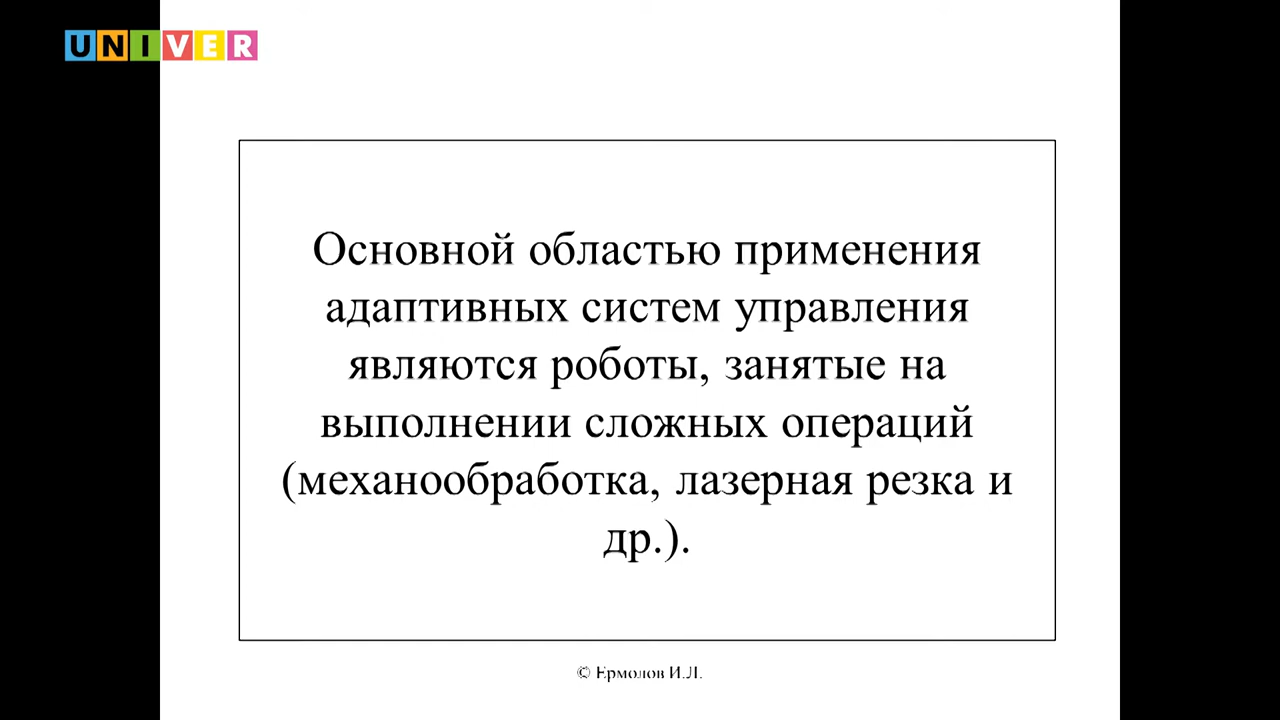 UNIVER
Основной областью применения
адаптивных систем управления
являются роботы, занятые на
выполнении сложных операций
(механообработка, лазерная резка и
др.).
© Ермолов И.Л.